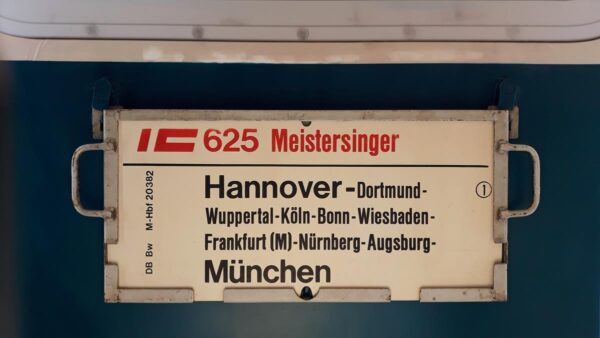 IC 625 Meistersinger
Hannover-Dortmund-
Wuppertal-Köln-Bonn-Wiesbaden-
Frankfurt (M)-Nürnberg-Augsburg-
München
①
DB Bw M-Hbf 20382